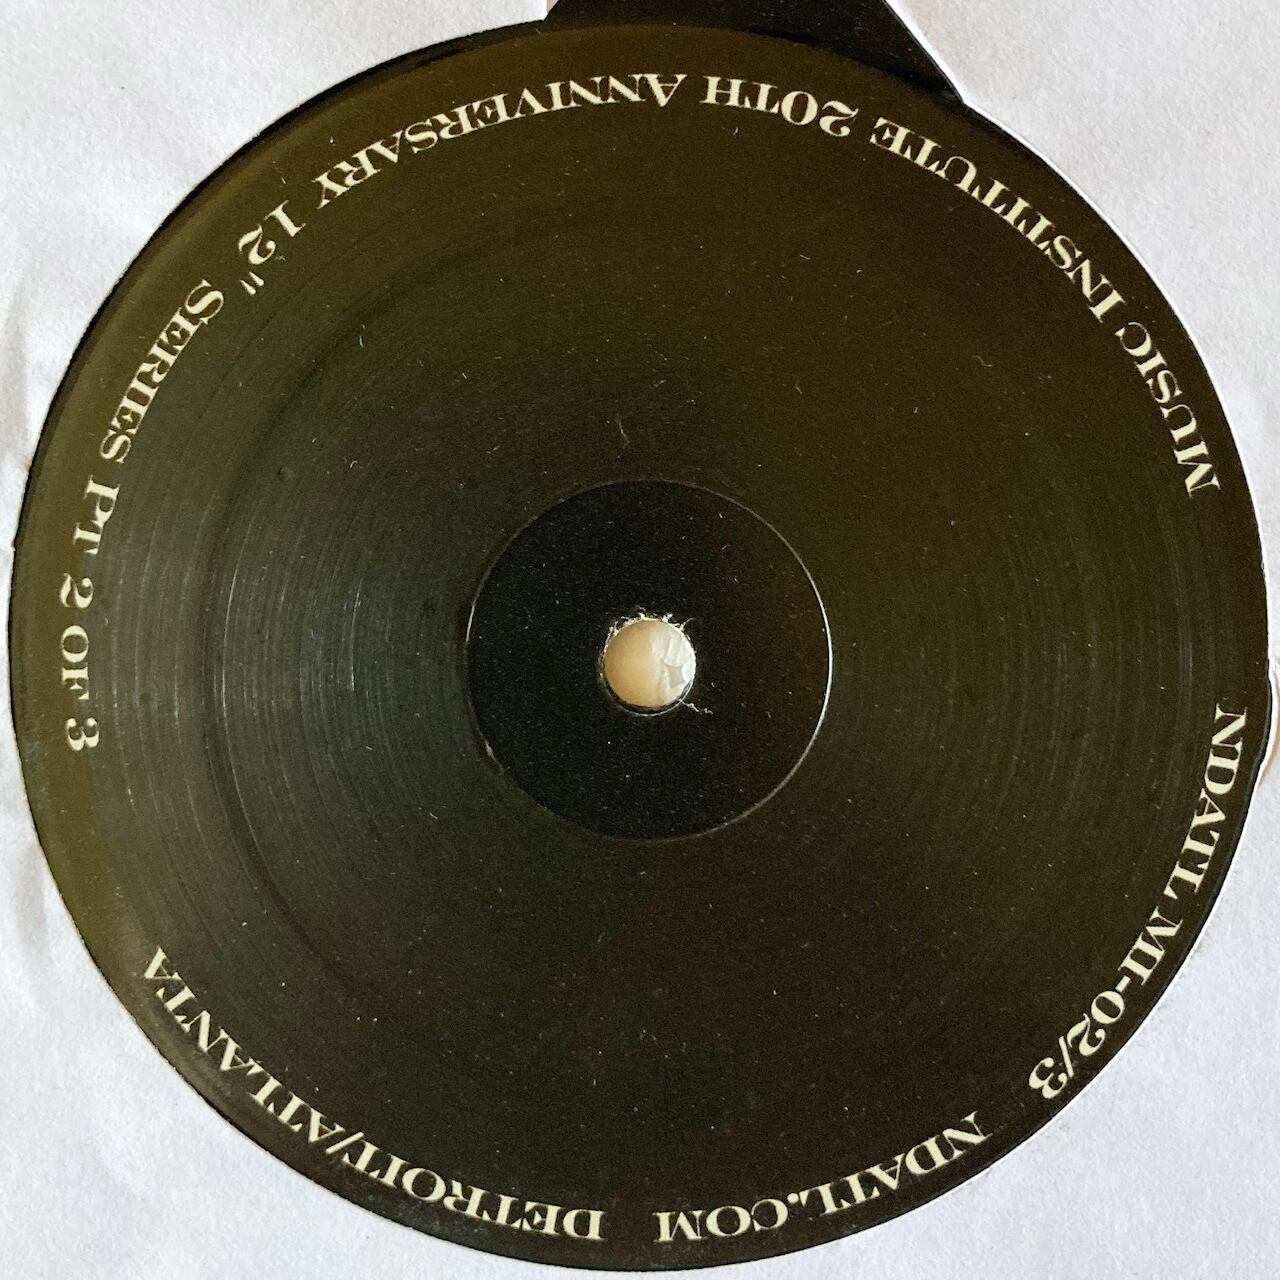 MUSIC INSTITUTE 20TH ANNIVERSARY 12" SERIES PT 2 OF 3
NDATL MI-02/3
NDATL.COM
DETROIT/ATLANTA